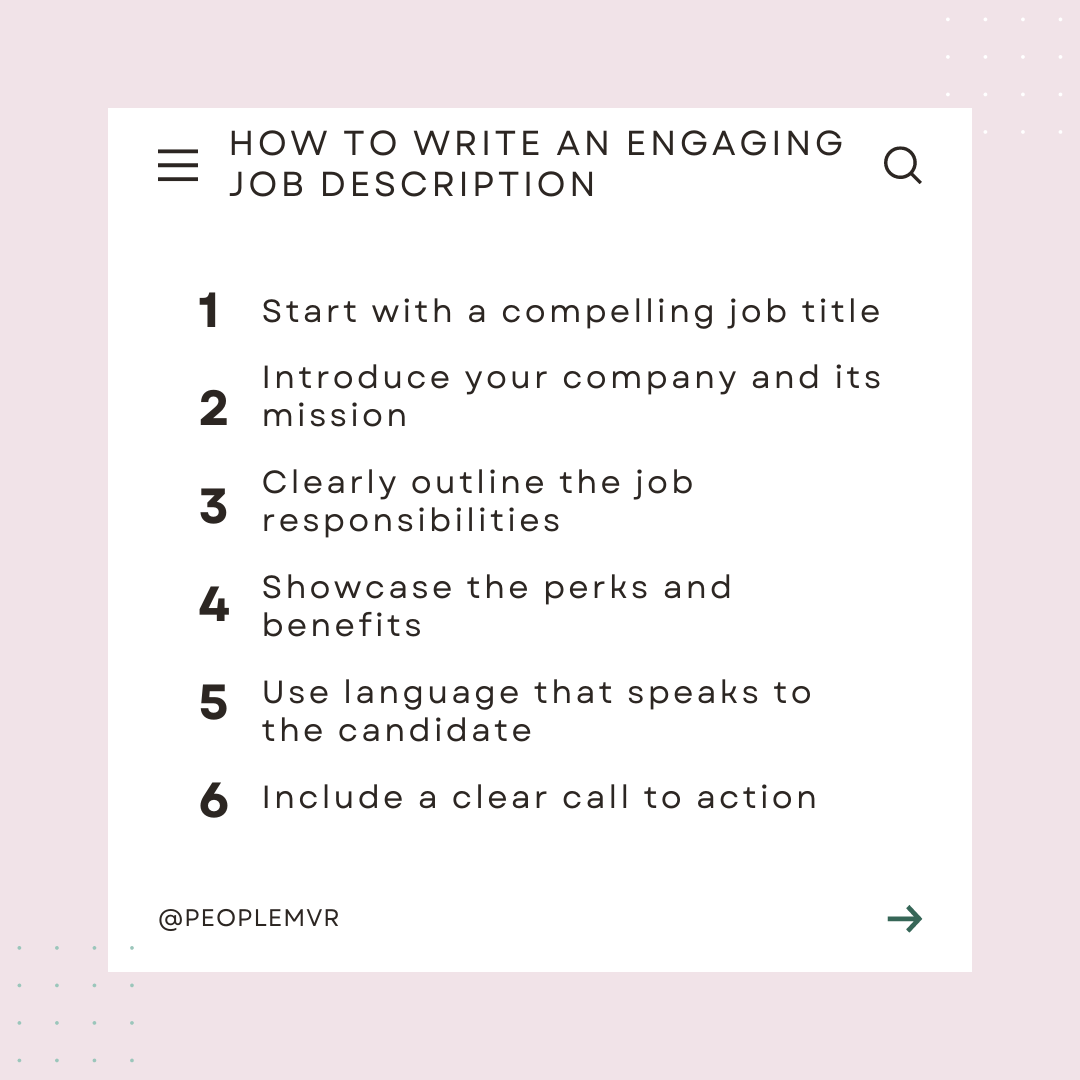 HOW TO WRITE AN ENGAGING
JOB DESCRIPTION
1 Start with a compelling job title
2 Introduce your company and its
mission
3 Clearly outline the job
responsibilities
4 Showcase the perks and
benefits
5 Use language that speaks to
the candidate
6 Include a clear call to action
@PEOPLEMVR